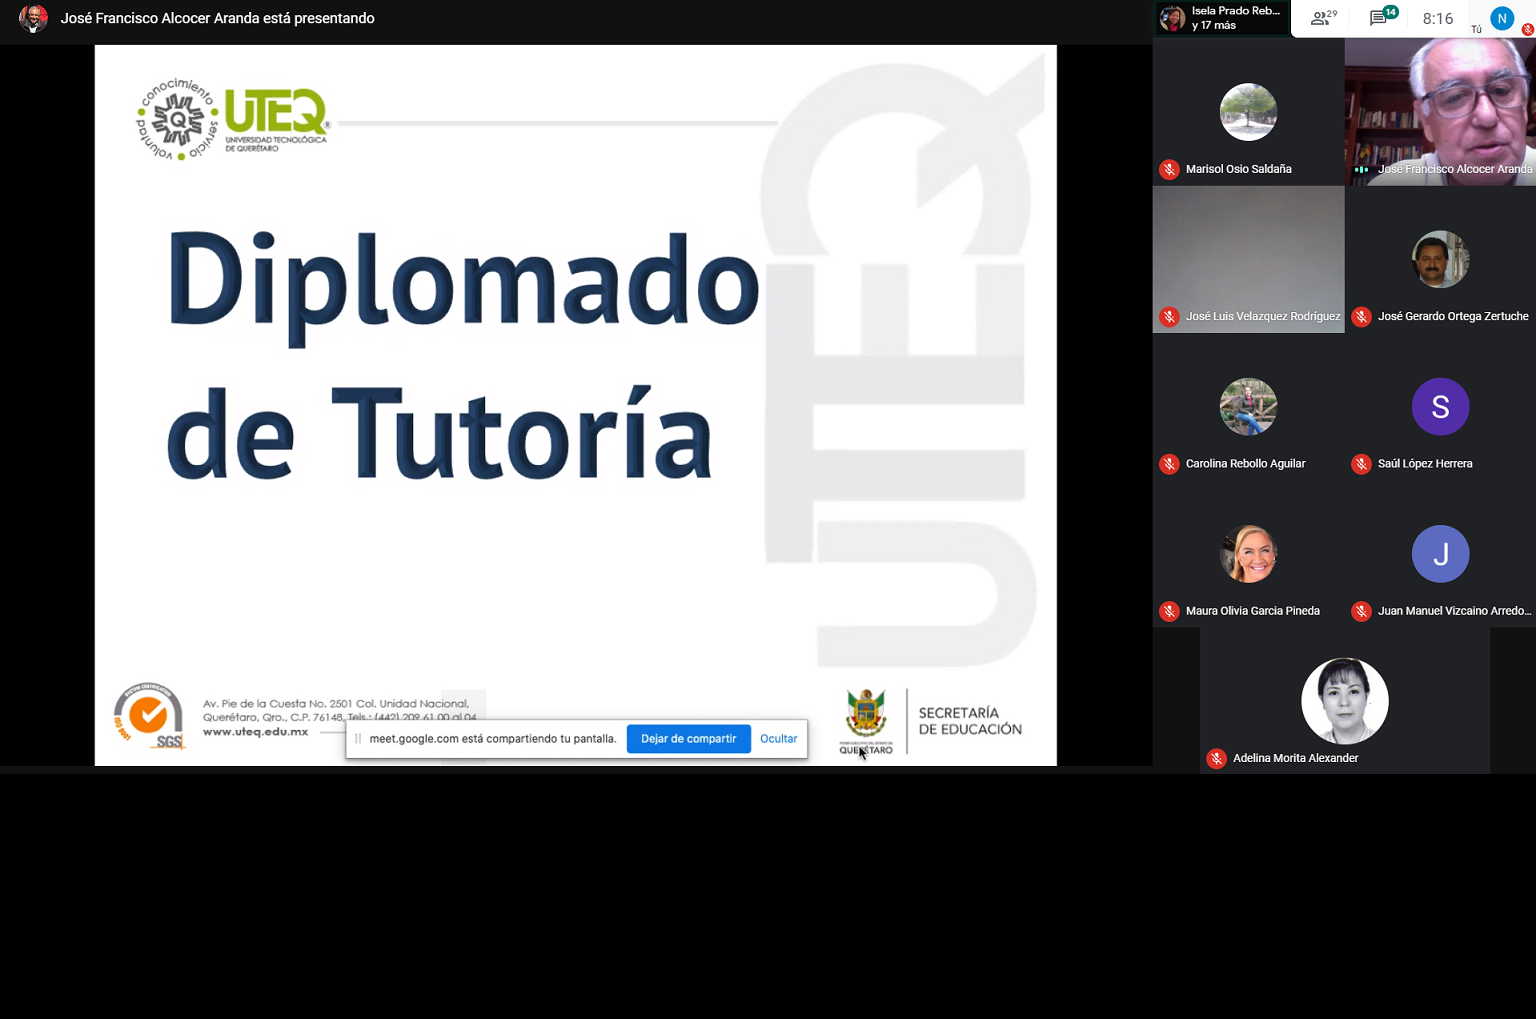 José Francisco Alcocer Aranda está presentando
Isela Prado Reb...
y 17 más
29
14
8:16
Tú
N
conocimiento
servicio
voluntad
Q
UTEQ®
UNIVERSIDAD TECNOLÓGICA
DE QUERÉTARO
Diplomado
de Tutoría
UTEQ
SYSTEM CERTIFICATION
ISO 9001
SGS
Av. Pie de la Cuesta No. 2501 Col. Unidad Nacional,
Querétaro, Qro., C.P. 76148, Tels.: (442) 209 61 00 al 04
www.uteq.edu.mx
meet.google.com está compartiendo tu pantalla.
Dejar de compartir
Ocultar
QUERÉTARO
SECRETARÍA
DE EDUCACIÓN
Marisol Osio Saldaña
José Francisco Alcocer Aranda
José Luis Velazquez Rodríguez
José Gerardo Ortega Zertuche
Carolina Rebollo Aguilar
S
Saúl López Herrera
Maura Olivia Garcia Pineda
J
Juan Manuel Vizcaino Arredo...
Adelina Morita Alexander